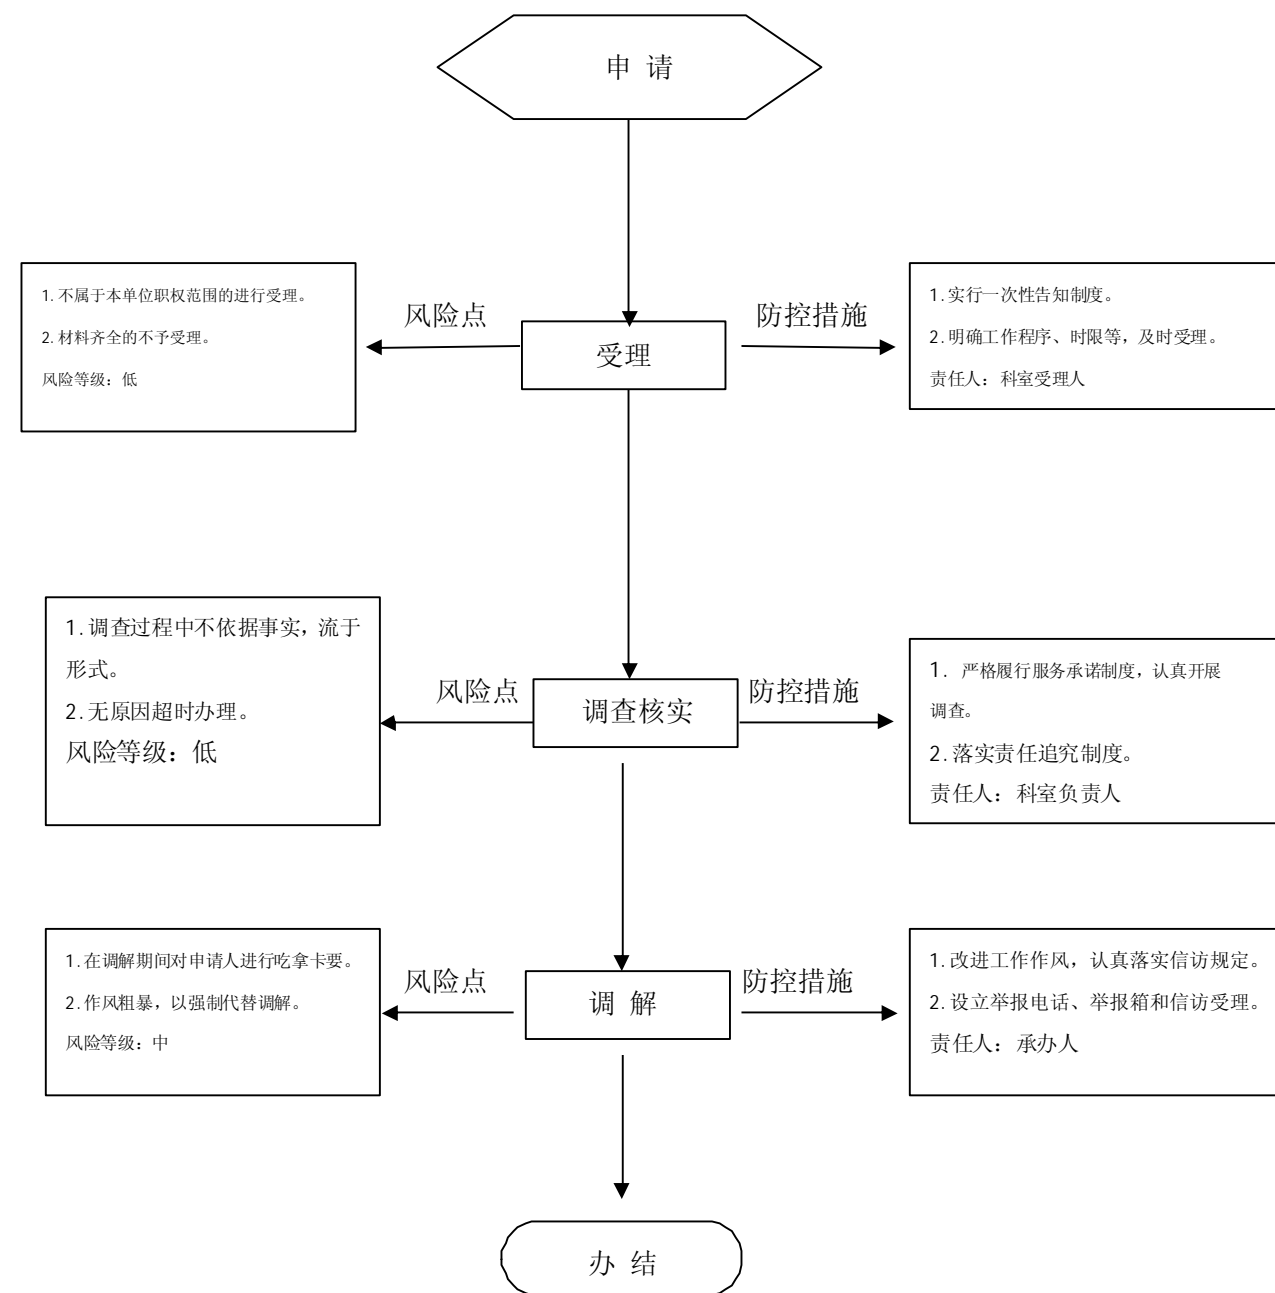 申 请
1.不属于本单位职权范围的进行受理。
2.材料齐全的不予受理。
风险等级：低
风险点
受理
防控措施
1.实行一次性告知制度。
2.明确工作程序、时限等，及时受理。
责任人：科室受理人
1.调查过程中不依据事实，流于
形式。
2.无原因超时办理。
风险等级：低
风险点
调查核实
防控措施
1. 严格履行服务承诺制度，认真开展
调查。
2.落实责任追究制度。
责任人：科室负责人
1.在调解期间对申请人进行吃拿卡要。
2.作风粗暴，以强制代替调解。
风险等级：中
风险点
调 解
防控措施
1.改进工作作风，认真落实信访规定。
2.设立举报电话、举报箱和信访受理。
责任人：承办人
办 结